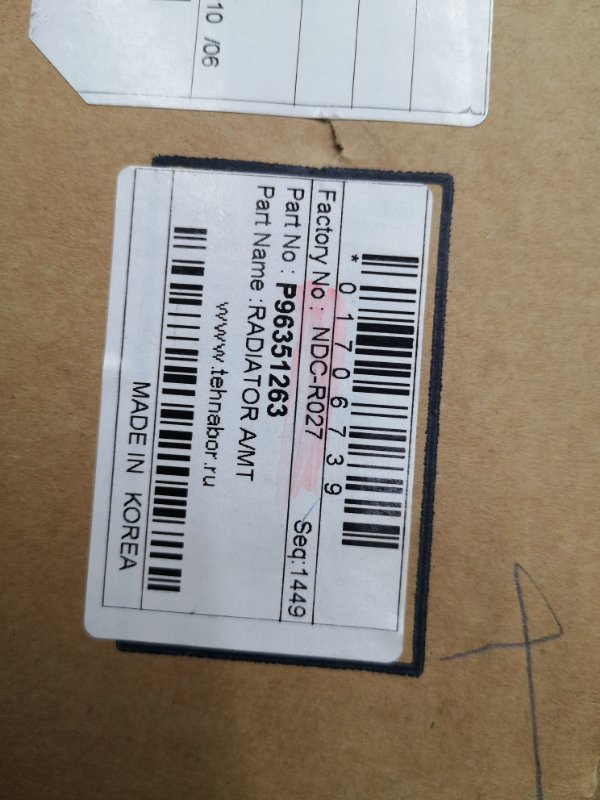 10 /06
* 0 1 7 0 6 7 3 9
Factory No : NDC-R027
Part No : P96351263 Seq:1449
Part Name :RADIATOR A/MT
www.tehnabor.ru
MADE IN KOREA